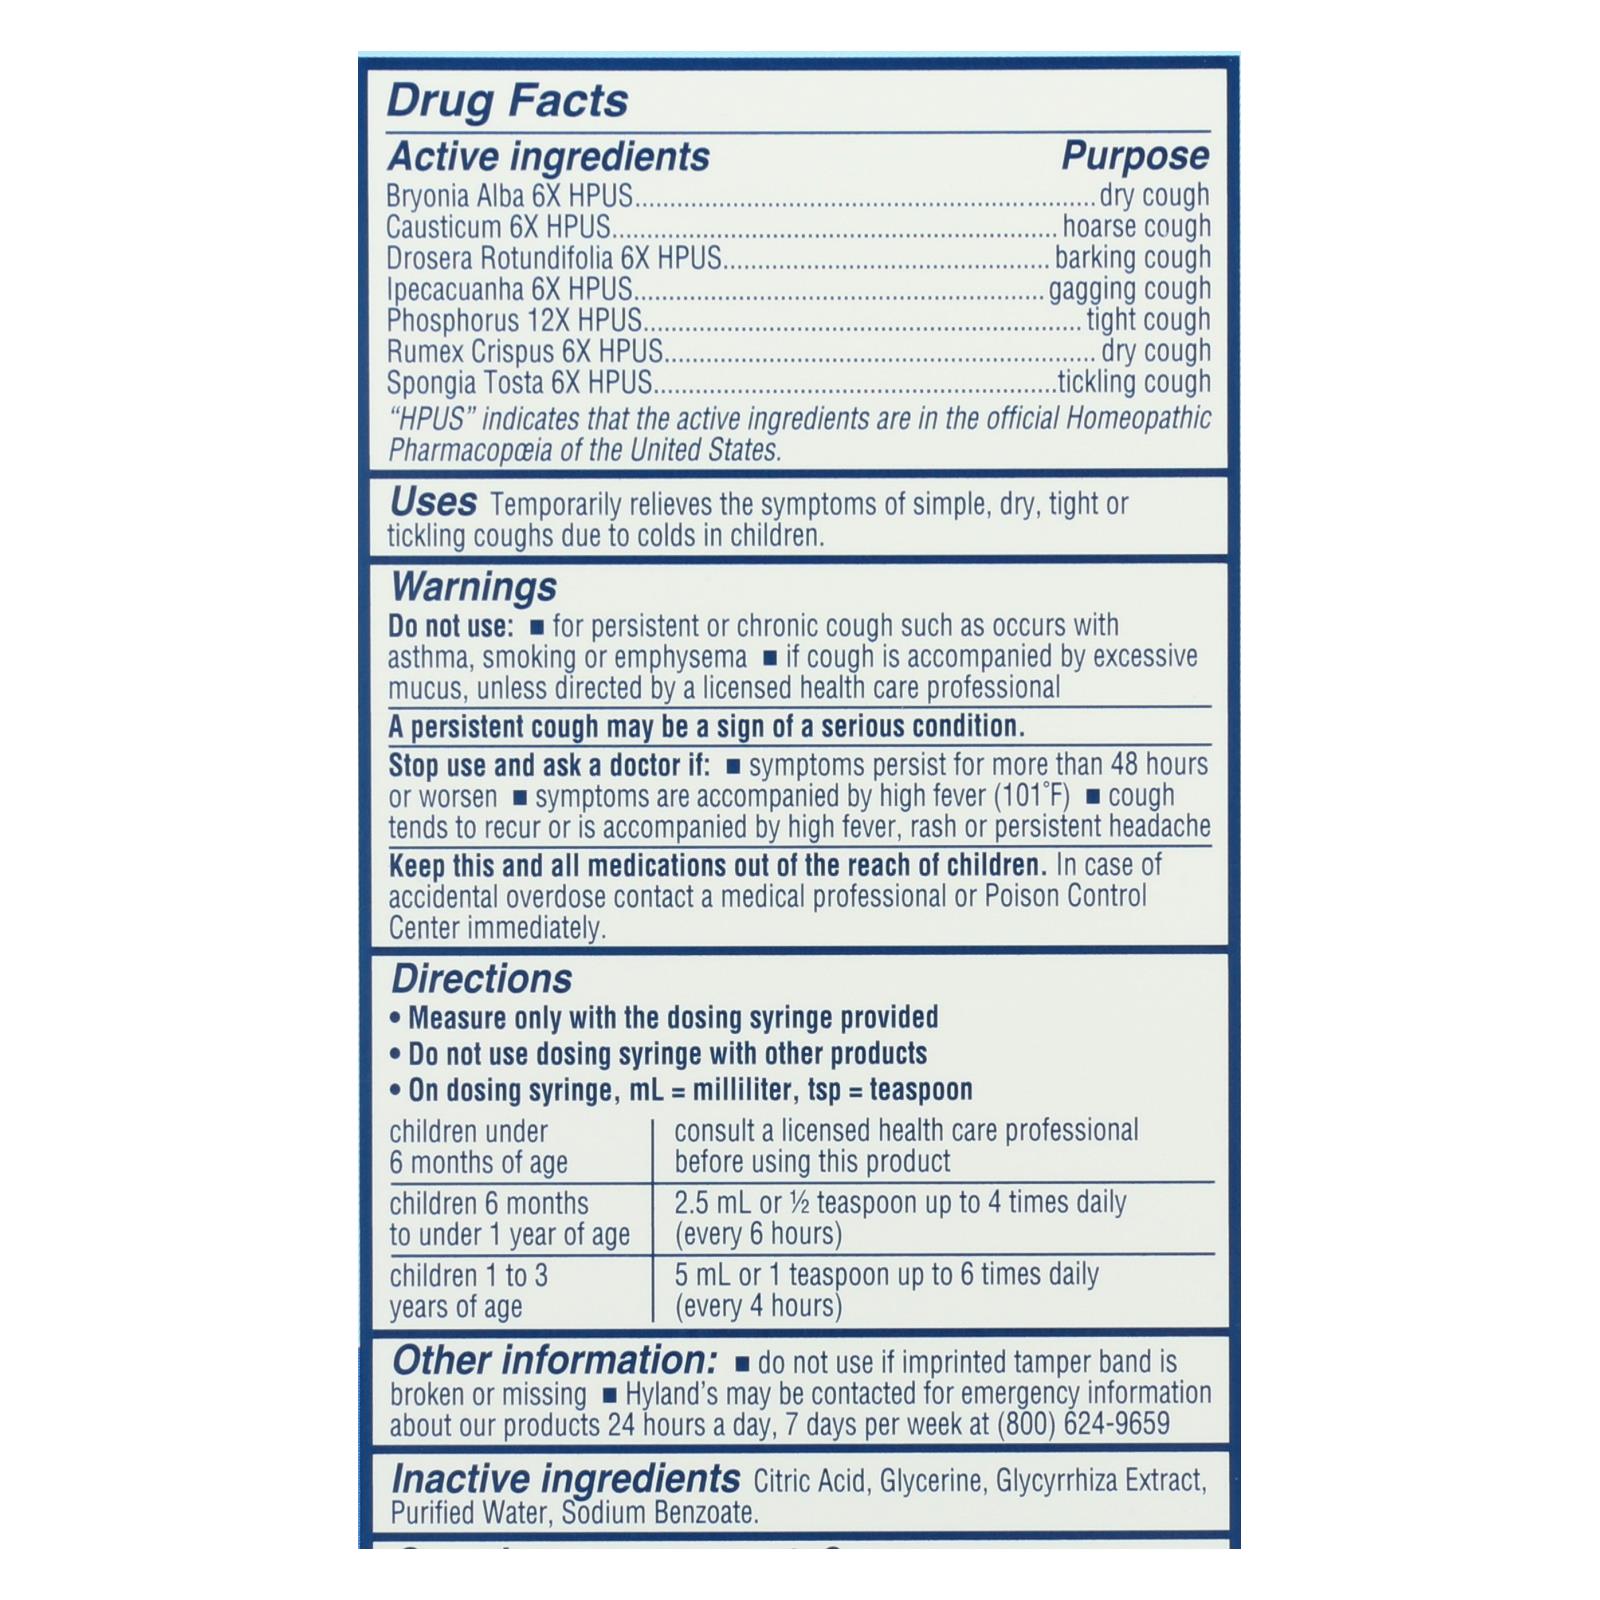 Drug Facts
Active ingredients Purpose
Bryonia Alba 6X HPUS................................................................dry cough
Causticum 6X HPUS..............................................................hoarse cough
Drosera Rotundifolia 6X HPUS..............................................barking cough
Ipecacuanha 6X HPUS.........................................................gagging cough
Phosphorus 12X HPUS.............................................................tight cough
Rumex Crispus 6X HPUS............................................................dry cough
Spongia Tosta 6X HPUS........................................................tickling cough
“HPUS” indicates that the active ingredients are in the official Homeopathic
Pharmacopœia of the United States.
Uses Temporarily relieves the symptoms of simple, dry, tight or
tickling coughs due to colds in children.
Warnings
Do not use: ■ for persistent or chronic cough such as occurs with
asthma, smoking or emphysema ■ if cough is accompanied by excessive
mucus, unless directed by a licensed health care professional
A persistent cough may be a sign of a serious condition.
Stop use and ask a doctor if: ■ symptoms persist for more than 48 hours
or worsen ■ symptoms are accompanied by high fever (101°F) ■ cough
tends to recur or is accompanied by high fever, rash or persistent headache
Keep this and all medications out of the reach of children. In case of
accidental overdose contact a medical professional or Poison Control
Center immediately.
Directions
• Measure only with the dosing syringe provided
• Do not use dosing syringe with other products
• On dosing syringe, mL = milliliter, tsp = teaspoon
children under consult a licensed health care professional
6 months of age before using this product
children 6 months 2.5 mL or ½ teaspoon up to 4 times daily
to under 1 year of age (every 6 hours)
children 1 to 3 5 mL or 1 teaspoon up to 6 times daily
years of age (every 4 hours)
Other information: ■ do not use if imprinted tamper band is
broken or missing ■ Hyland’s may be contacted for emergency information
about our products 24 hours a day, 7 days per week at (800) 624-9659
Inactive ingredients Citric Acid, Glycerine, Glycyrrhiza Extract,
Purified Water, Sodium Benzoate.